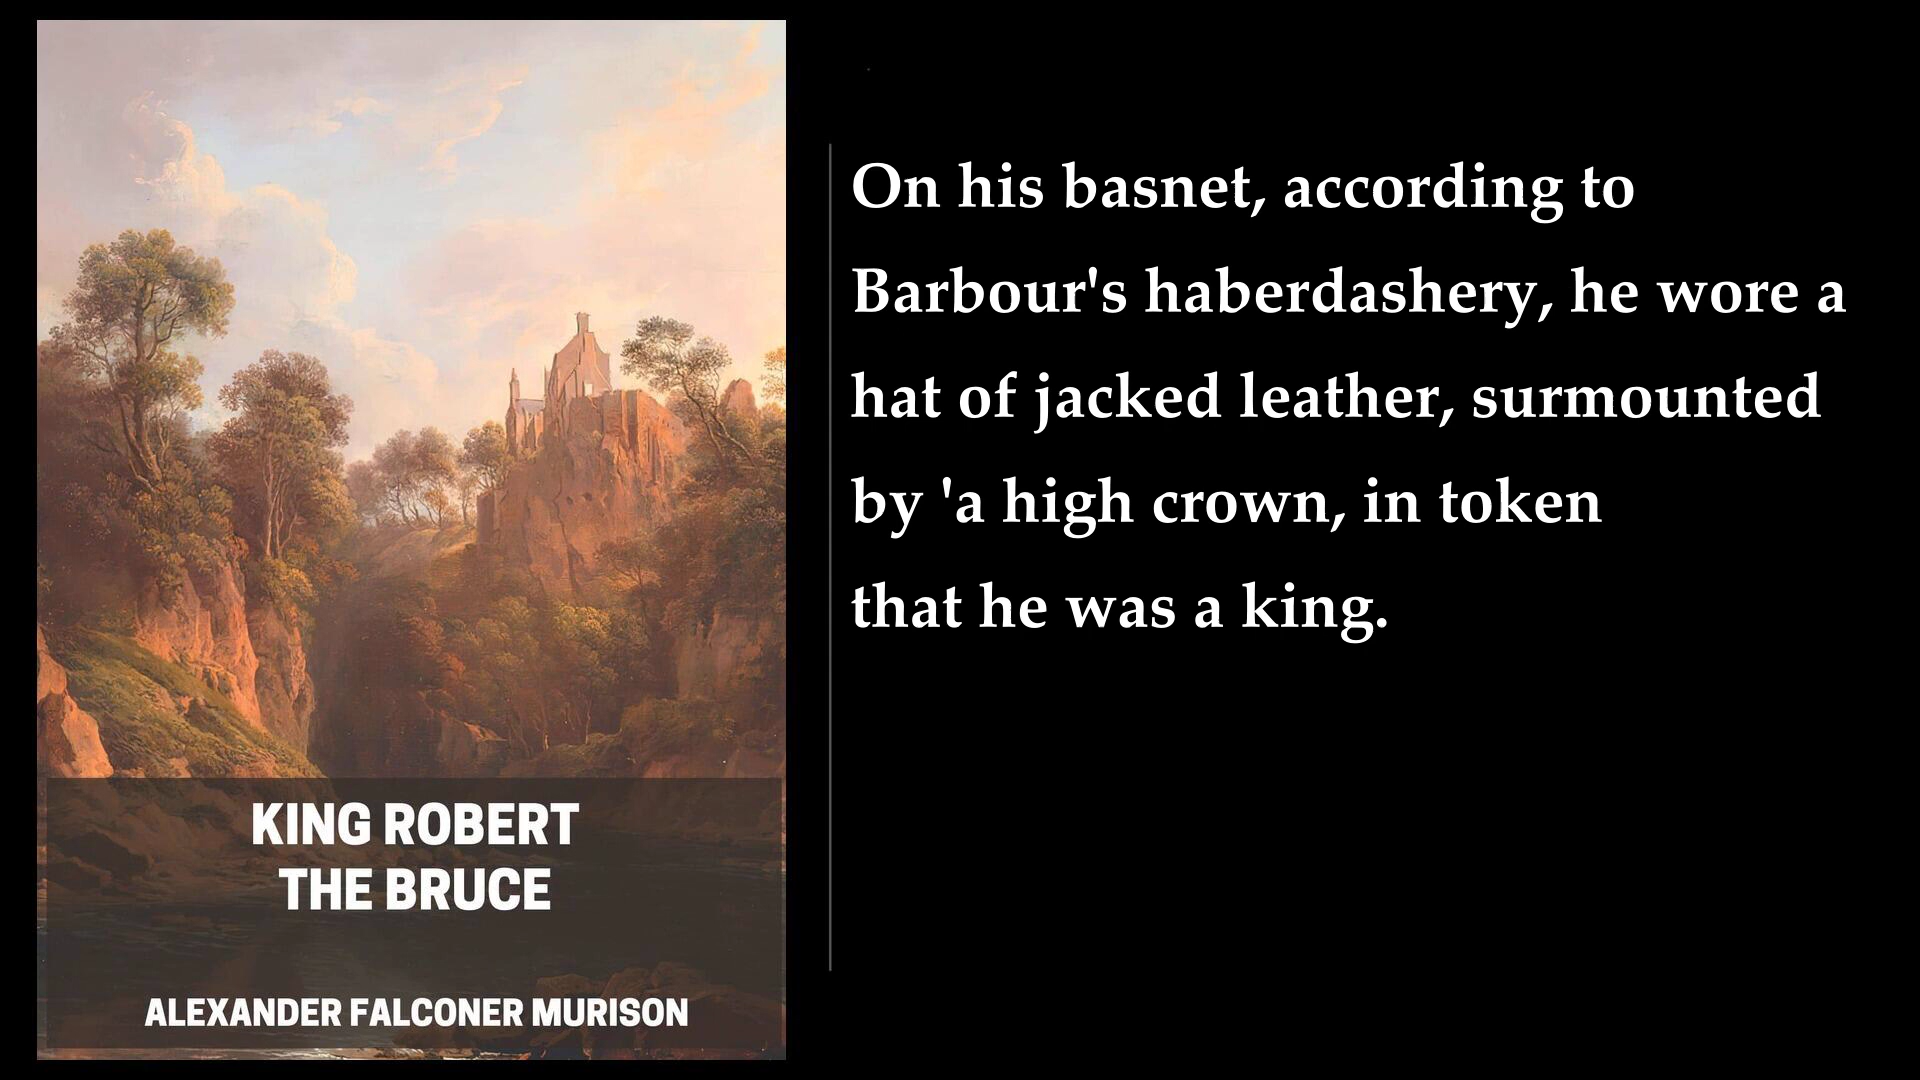 KING ROBERT
THE BRUCE
ALEXANDER FALCONER MURISON
On his basnet, according to
Barbour's haberdashery, he wore a
hat of jacked leather, surmounted
by 'a high crown, in token
that he was a king.